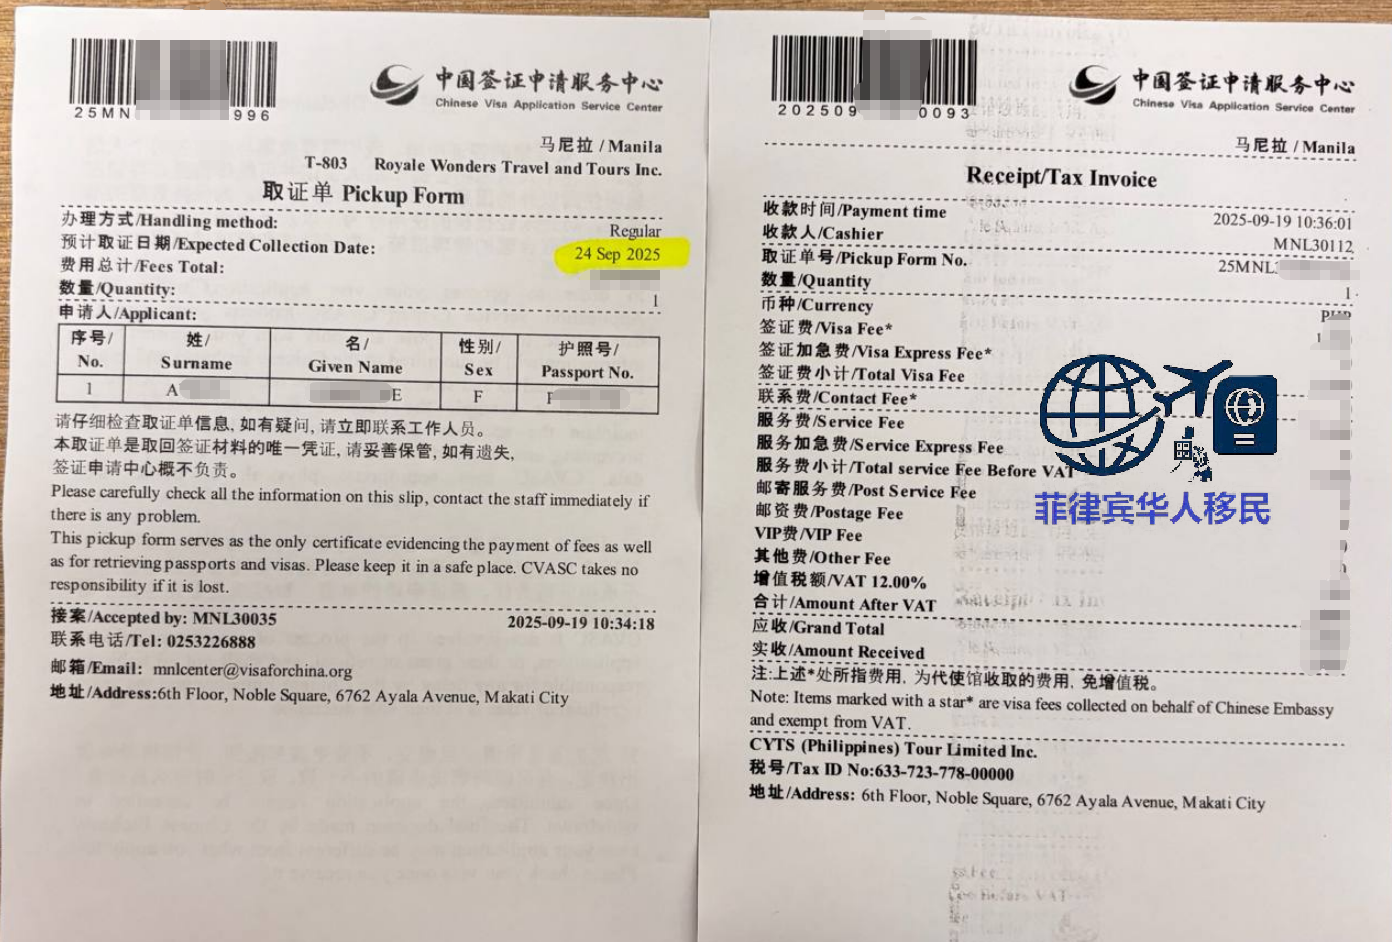 25MN 996
中国签证申请服务中心
Chinese Visa Application Service Center
马尼拉 / Manila
T-803 Royale Wonders Travel and Tours Inc.
取证单 Pickup Form
办理方式/Handling method: Regular
预计取证日期/Expected Collection Date: 24 Sep 2025
费用总计/Fees Total:
数量/Quantity: 1
申请人/Applicant:
序号/ 姓/ 名/ 性别/ 护照号/
No. Surname Given Name Sex Passport No.
1 A E F
请仔细检查取证单信息, 如有疑问, 请立即联系工作人员。
本取证单是取回签证材料的唯一凭证, 请妥善保管, 如有遗失,
签证申请中心概不负责。
Please carefully check all the information on this slip, contact the staff immediately if
there is any problem.
This pickup form serves as the only certificate evidencing the payment of fees as well
as for retrieving passports and visas. Please keep it in a safe place. CVASC takes no
responsibility if it is lost.
接案/Accepted by: MNL30035 2025-09-19 10:34:18
联系电话/Tel: 0253226888
邮箱/Email: mnlcenter@visaforchina.org
地址/Address:6th Floor, Noble Square, 6762 Ayala Avenue, Makati City
202509 0093
中国签证申请服务中心
Chinese Visa Application Service Center
马尼拉 / Manila
Receipt/Tax Invoice
收款时间/Payment time 2025-09-19 10:36:01
收款人/Cashier MNL30112
取证单号/Pickup Form No. 25MNL
数量/Quantity 1
币种/Currency PHP
签证费/Visa Fee*
签证加急费/Visa Express Fee*
签证费小计/Total Visa Fee
联系费/Contact Fee*
服务费/Service Fee
服务加急费/Service Express Fee
服务费小计/Total service Fee Before VAT
邮寄服务费/Post Service Fee
邮资费/Postage Fee
VIP费/VIP Fee
其他费/Other Fee
增值税额/VAT 12.00%
合计/Amount After VAT
应收/Grand Total
实收/Amount Received
注:上述*处所指费用, 为代使馆收取的费用, 免增值税。
Note: Items marked with a star* are visa fees collected on behalf of Chinese Embassy
and exempt from VAT.
CYTS (Philippines) Tour Limited Inc.
税号/Tax ID No:633-723-778-00000
地址/Address: 6th Floor, Noble Square, 6762 Ayala Avenue, Makati City
菲律宾华人移民